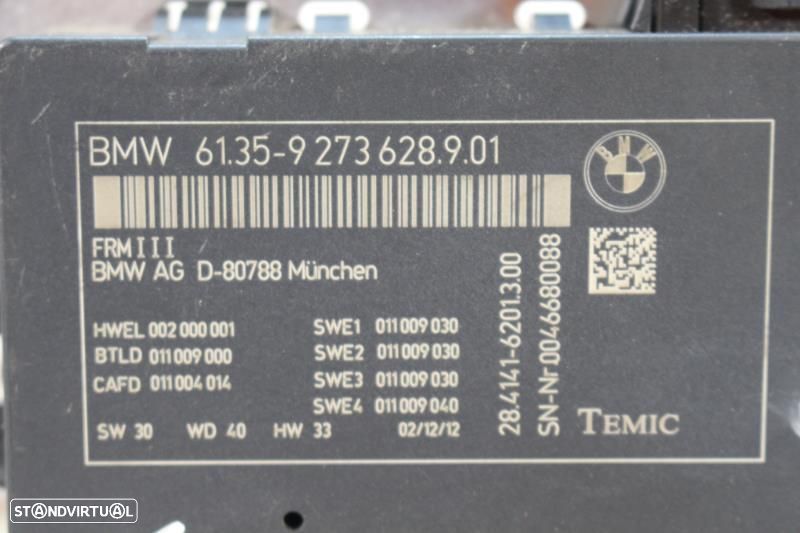 BMW 61.35-9 273 628.9.01
BMW
FRM I I I
BMW AG D-80788 München
HWEL 002 000 001
BTLD 011 009 000
CAFD 011 004 014
SWE1 011 009 030
SWE2 011 009 030
SWE3 011 009 030
SWE4 011 009 040
SW 30 WD 40 HW 33 02/12/12
28.4141-6201.3.00
SN-Nr.0046680088
TEMIC
STANDVIRTUAL